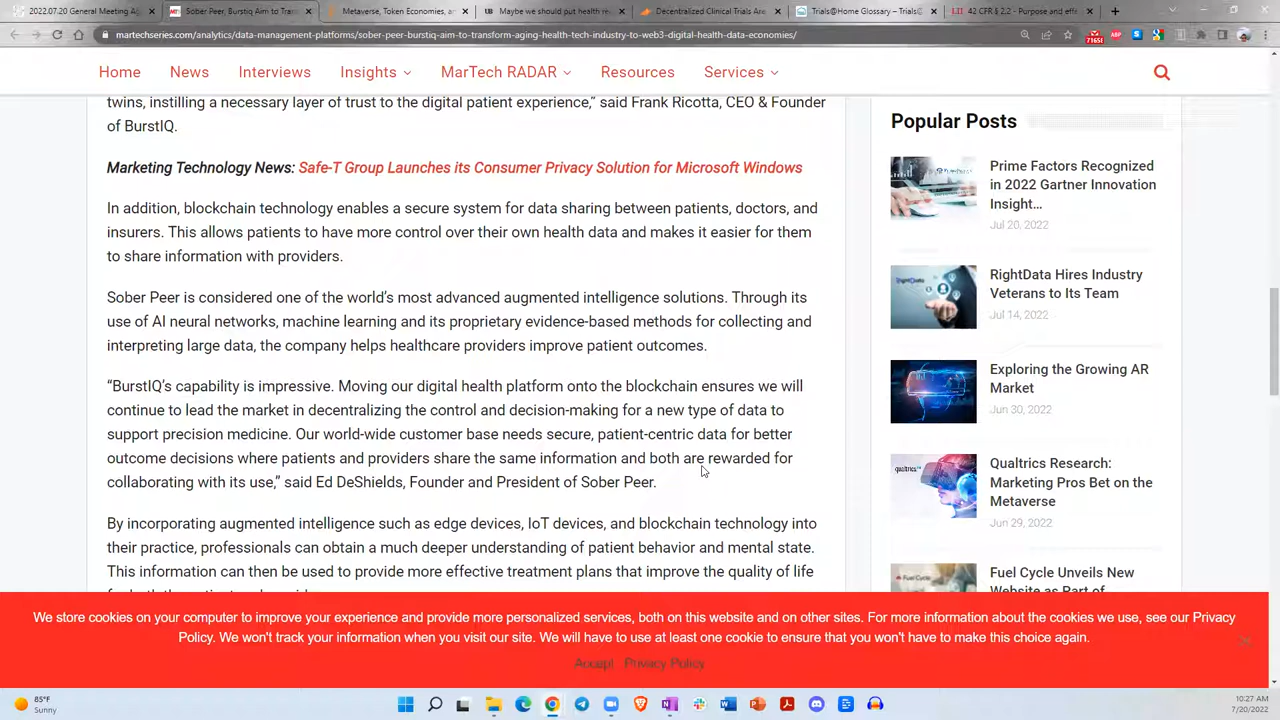 2022.07.20 General Meeting Ag
Sober Peer, BurstIQ Aim to Trans
Metaverse, Token Economies, an
Maybe we should put health re
Decentralized Clinical Trials Are
Trials@Home Glossary – Trials@
42 CFR § 2.2 - Purpose and effe
martechseries.com/analytics/data-management-platforms/sober-peer-burstiq-aim-to-transform-aging-health-tech-industry-to-web3-digital-health-data-economies/
Home
News
Interviews
Insights
MarTech RADAR
Resources
Services
twins, instilling a necessary layer of trust to the digital patient experience,” said Frank Ricotta, CEO & Founder
of BurstIQ.
Marketing Technology News: Safe-T Group Launches its Consumer Privacy Solution for Microsoft Windows
In addition, blockchain technology enables a secure system for data sharing between patients, doctors, and
insurers. This allows patients to have more control over their own health data and makes it easier for them
to share information with providers.
Sober Peer is considered one of the world’s most advanced augmented intelligence solutions. Through its
use of AI neural networks, machine learning and its proprietary evidence-based methods for collecting and
interpreting large data, the company helps healthcare providers improve patient outcomes.
“BurstIQ’s capability is impressive. Moving our digital health platform onto the blockchain ensures we will
continue to lead the market in decentralizing the control and decision-making for a new type of data to
support precision medicine. Our world-wide customer base needs secure, patient-centric data for better
outcome decisions where patients and providers share the same information and both are rewarded for
collaborating with its use,” said Ed DeShields, Founder and President of Sober Peer.
By incorporating augmented intelligence such as edge devices, IoT devices, and blockchain technology into
their practice, professionals can obtain a much deeper understanding of patient behavior and mental state.
This information can then be used to provide more effective treatment plans that improve the quality of life
Popular Posts
Prime Factors Recognized
in 2022 Gartner Innovation
Insight…
Jul 20, 2022
RightData Hires Industry
Veterans to Its Team
Jul 14, 2022
Exploring the Growing AR
Market
Jun 30, 2022
Qualtrics Research:
Marketing Pros Bet on the
Metaverse
Jun 29, 2022
Fuel Cycle Unveils New
Website as Part of
We store cookies on your computer to improve your experience and provide more personalized services, both on this website and on other sites. For more information about the cookies we use, see our Privacy
Policy. We won't track your information when you visit our site. We will have to use at least one cookie to ensure that you won't have to make this choice again.
Accept
Privacy Policy
85°F
Sunny
10:27 AM
7/20/2022